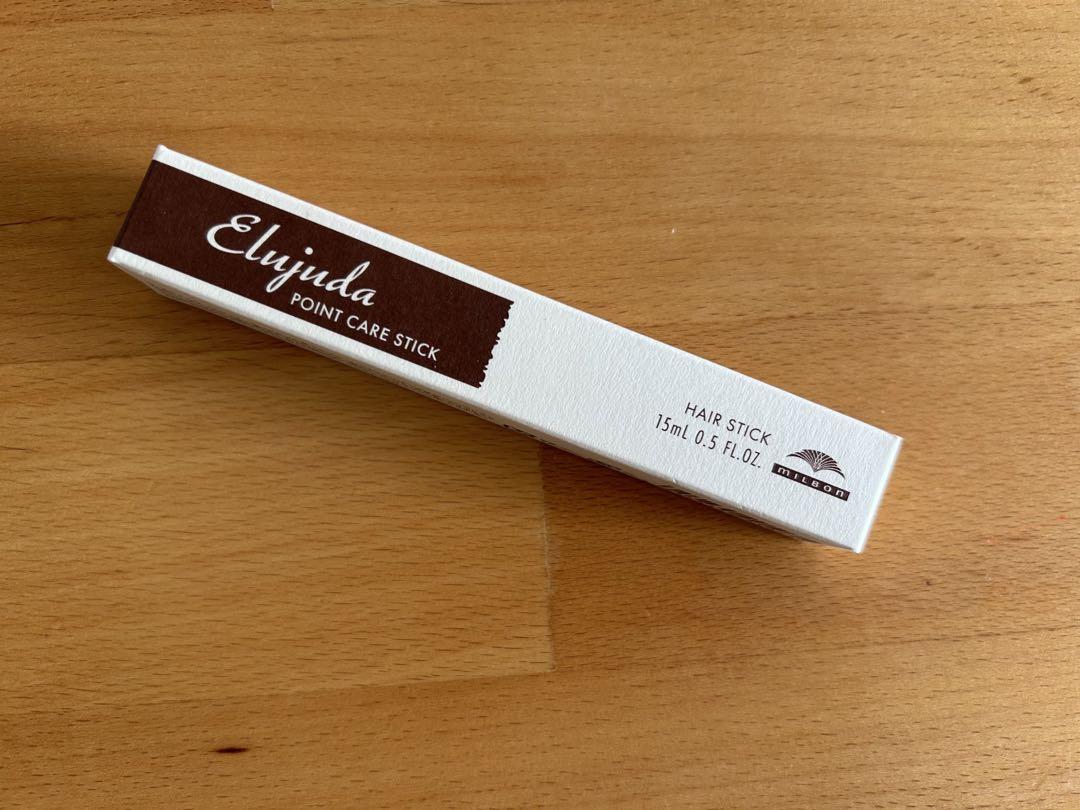 Elujuda
POINT CARE STICK
HAIR STICK
15mL 0.5 FL.OZ.
MILBON